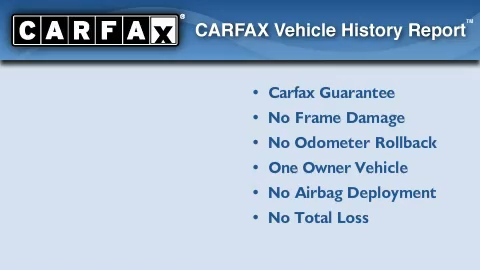 CARFAX® CARFAX Vehicle History Report™
• Carfax Guarantee
• No Frame Damage
• No Odometer Rollback
• One Owner Vehicle
• No Airbag Deployment
• No Total Loss